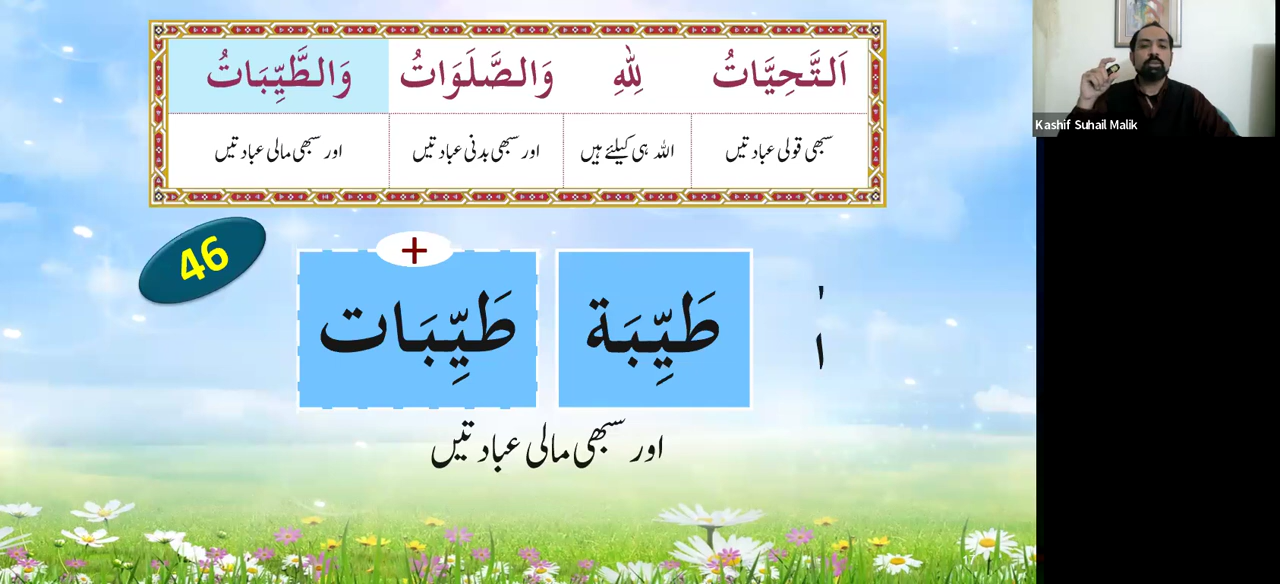 اَلتَّحِيَّاتُ لِلّٰهِ وَالصَّلَوَاتُ وَالطَّيِّبَاتُ
سبھی قولی عبادتیں اللہ ہی کیلئے ہیں اور سبھی بدنی عبادتیں اور سبھی مالی عبادتیں
Kashif Suhail Malik
46
+
طَيِّبَة طَيِّبَات
اور سبھی مالی عبادتیں